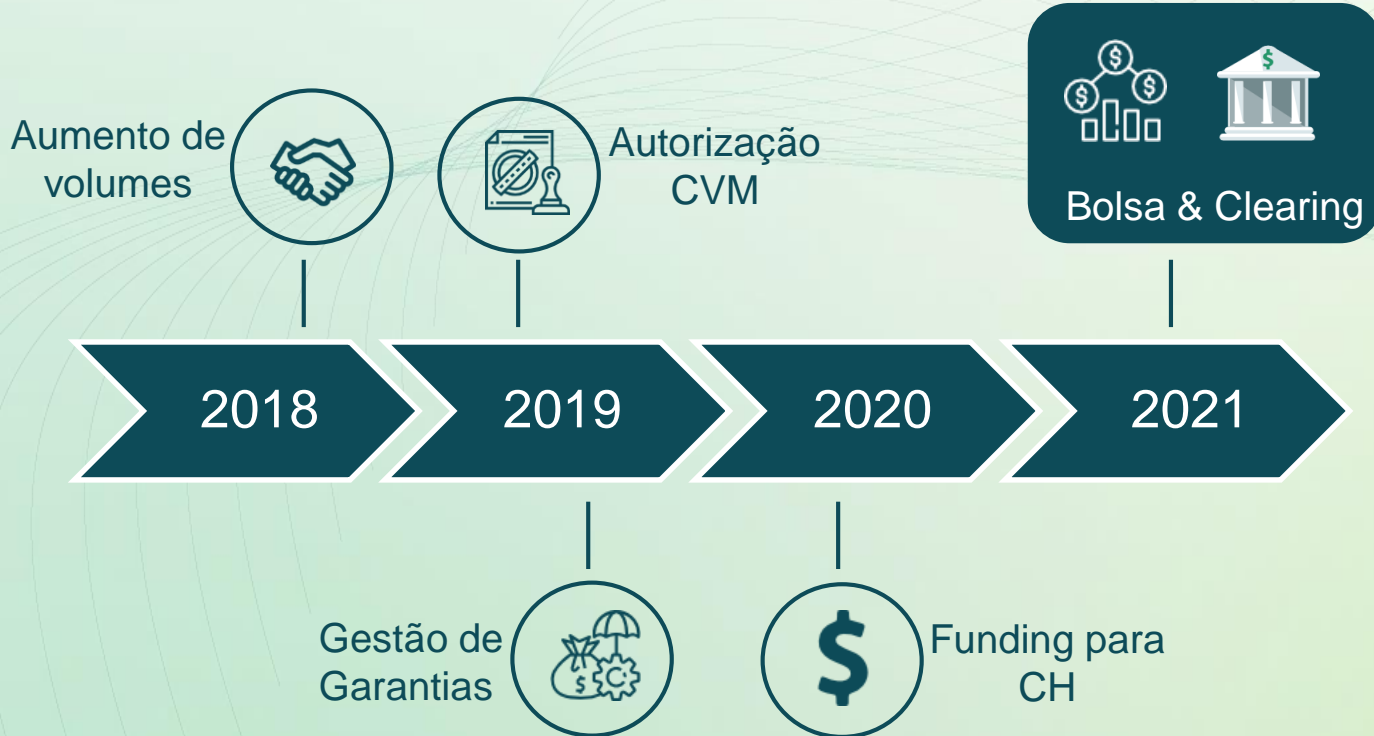 Aumento de
volumes
Autorização
CVM
Bolsa & Clearing
2018
2019
2020
2021
Gestão de
Garantias
Funding para
CH